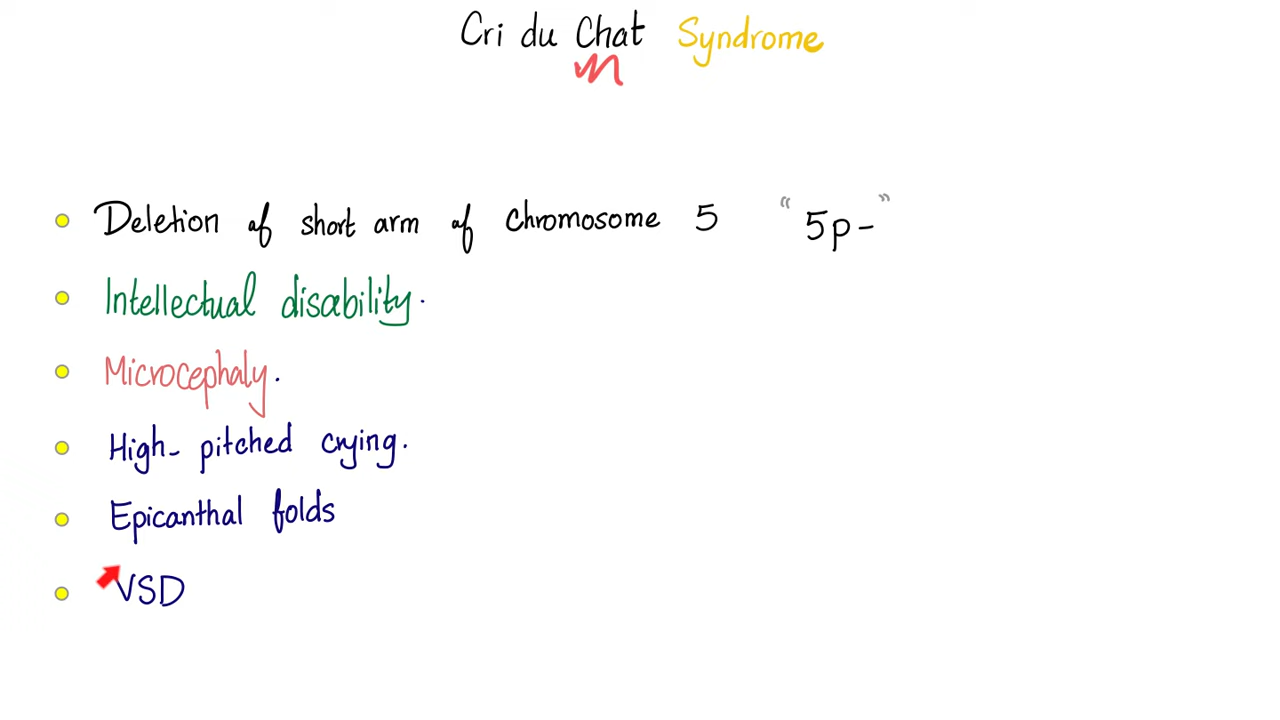 Cri du Chat Syndrome
Deletion of short arm of chromosome 5 "5p-"
Intellectual disability.
Microcephaly.
High-pitched crying.
Epicanthal folds
VSD